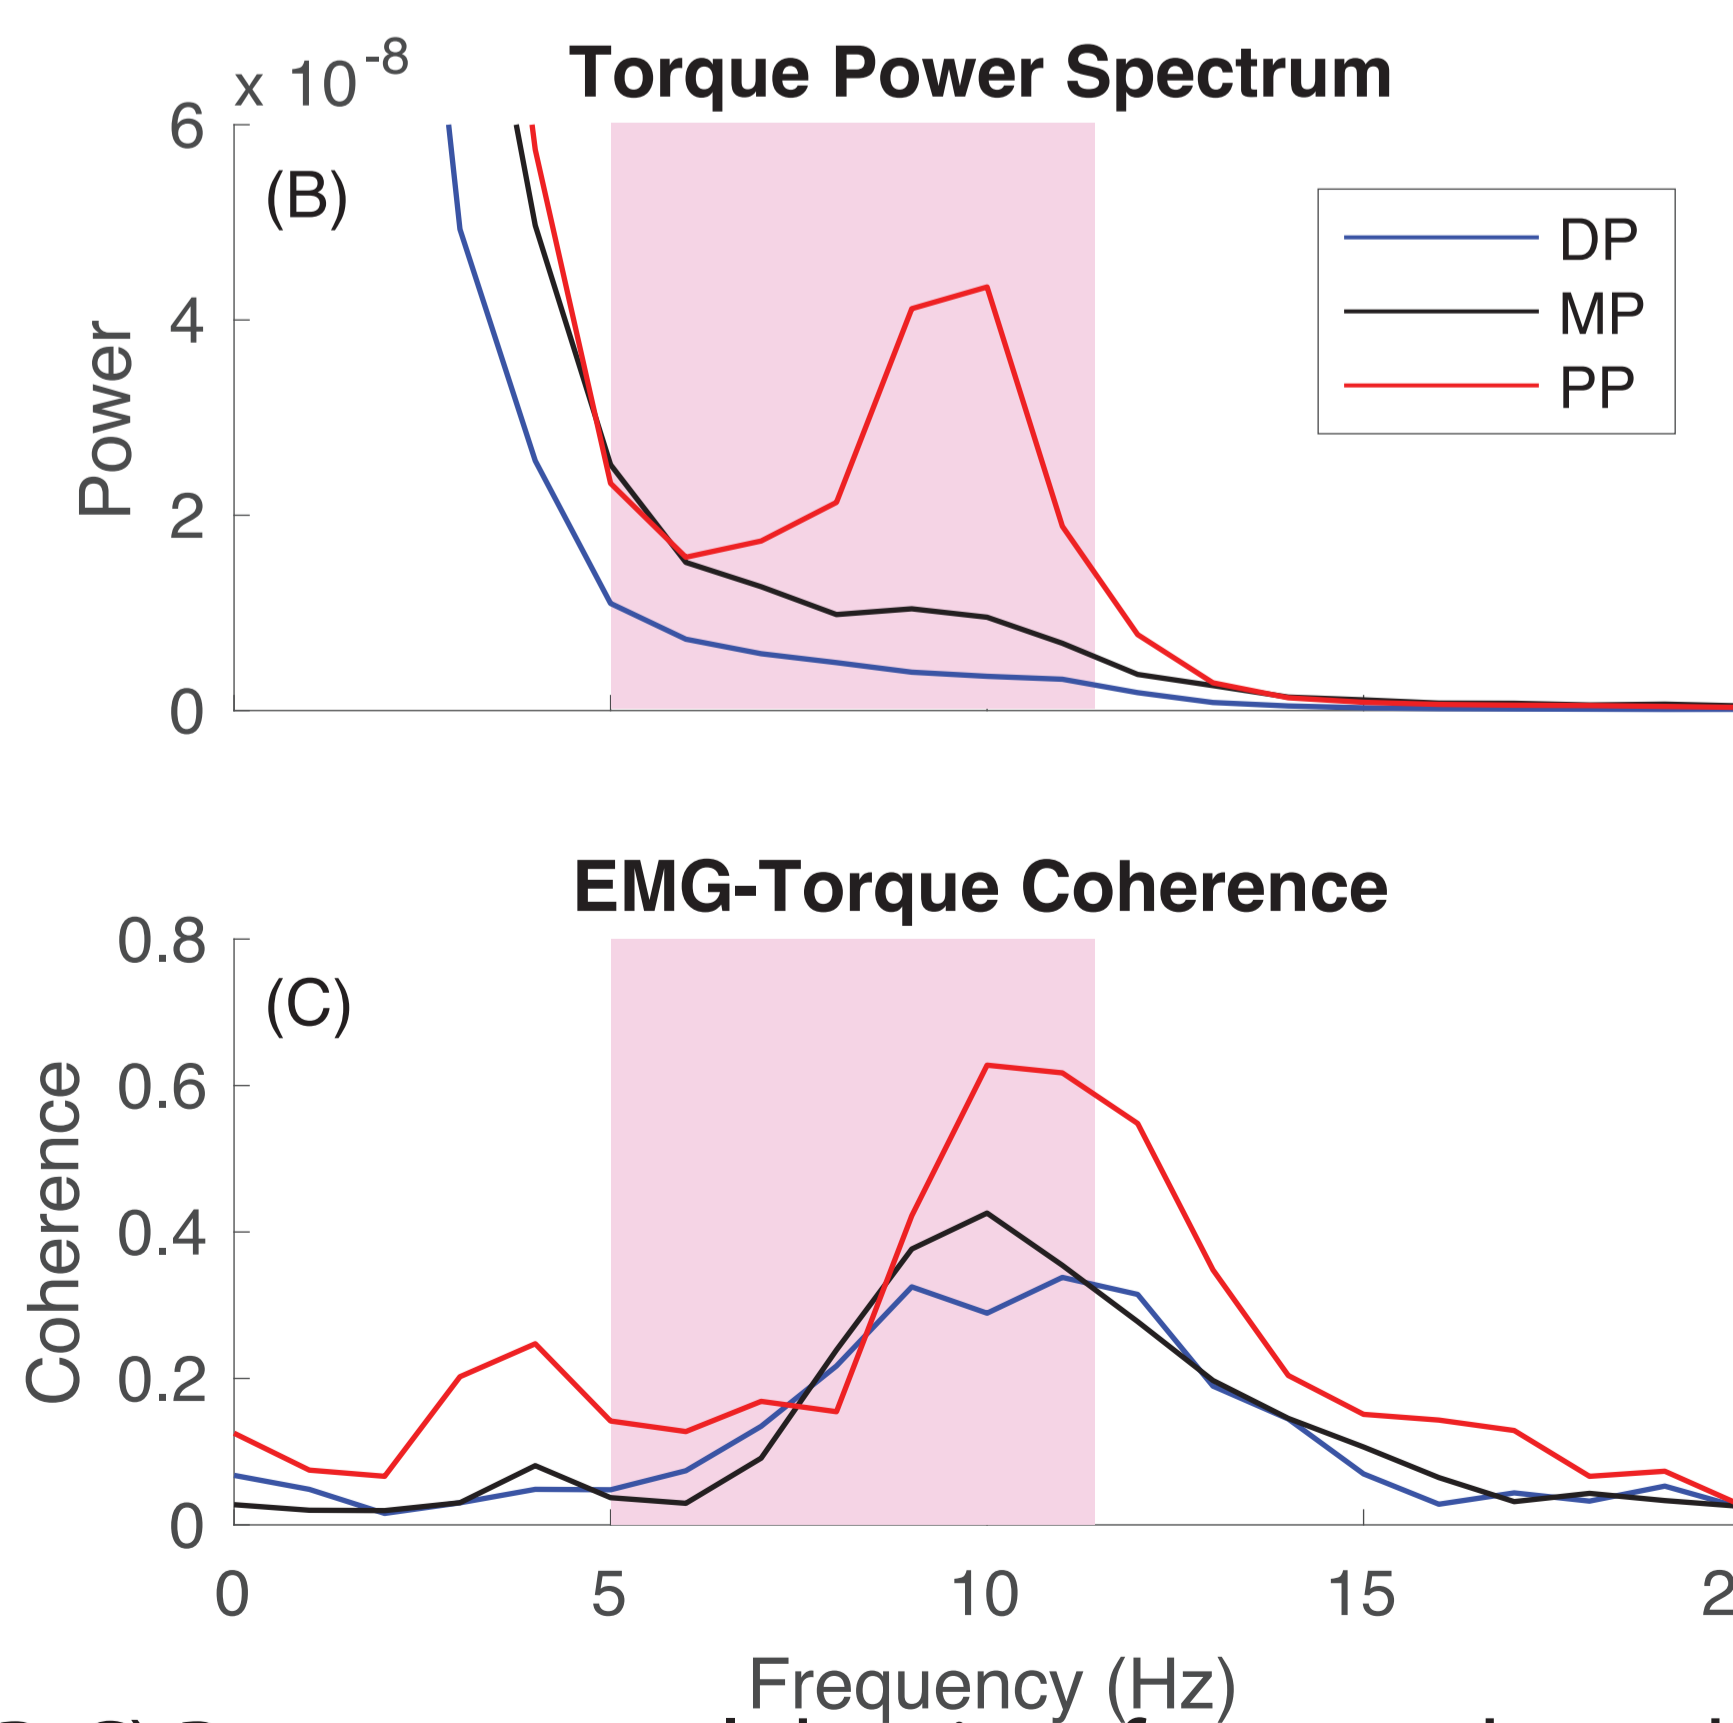 x 10-8
Torque Power Spectrum
6
(B)
DP
4
MP
Power
PP
2
0
EMG-Torque Coherence
0.8
(C)
0.6
Coherence
0.4
0.2
0
0 5 10 15 2
Frequency (Hz)